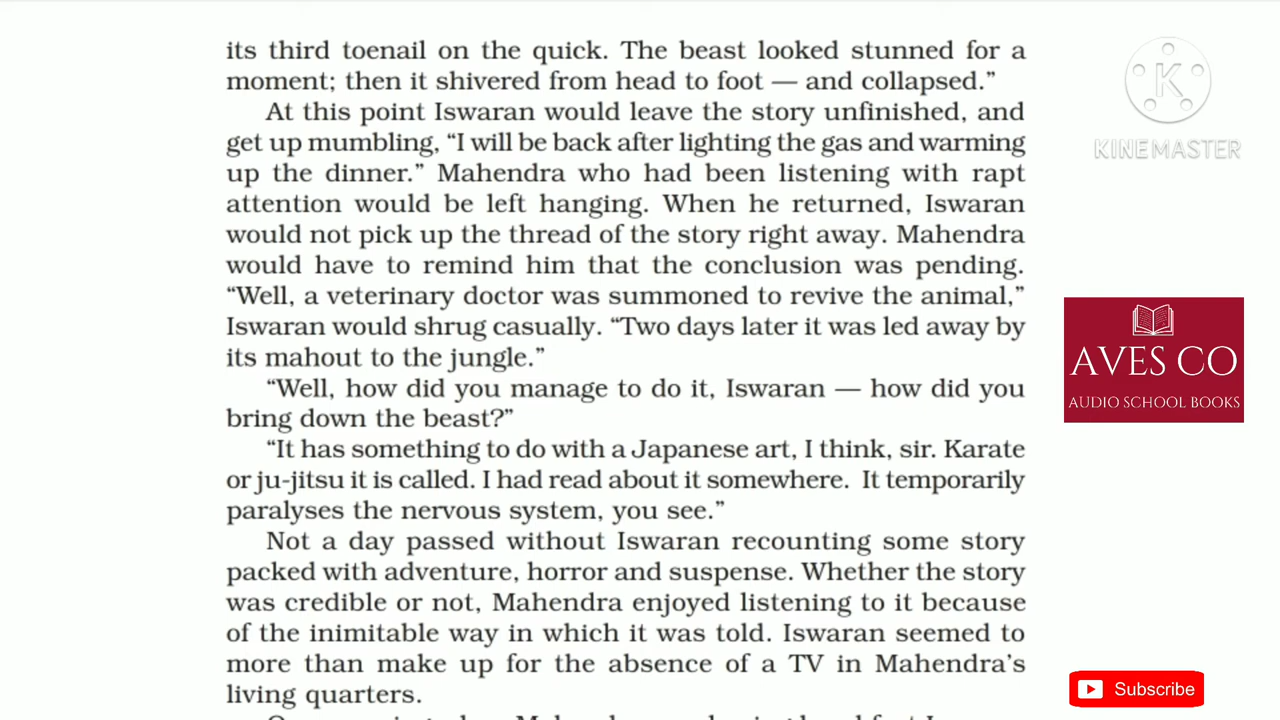 its third toenail on the quick. The beast looked stunned for a
moment; then it shivered from head to foot — and collapsed.”
At this point Iswaran would leave the story unfinished, and
get up mumbling, “I will be back after lighting the gas and warming
up the dinner.” Mahendra who had been listening with rapt
attention would be left hanging. When he returned, Iswaran
would not pick up the thread of the story right away. Mahendra
would have to remind him that the conclusion was pending.
“Well, a veterinary doctor was summoned to revive the animal,”
Iswaran would shrug casually. “Two days later it was led away by
its mahout to the jungle.”
“Well, how did you manage to do it, Iswaran — how did you
bring down the beast?”
“It has something to do with a Japanese art, I think, sir. Karate
or ju-jitsu it is called. I had read about it somewhere. It temporarily
paralyses the nervous system, you see.”
Not a day passed without Iswaran recounting some story
packed with adventure, horror and suspense. Whether the story
was credible or not, Mahendra enjoyed listening to it because
of the inimitable way in which it was told. Iswaran seemed to
more than make up for the absence of a TV in Mahendra’s
living quarters.
K
KINEMASTER
AVES CO
AUDIO SCHOOL BOOKS
Subscribe